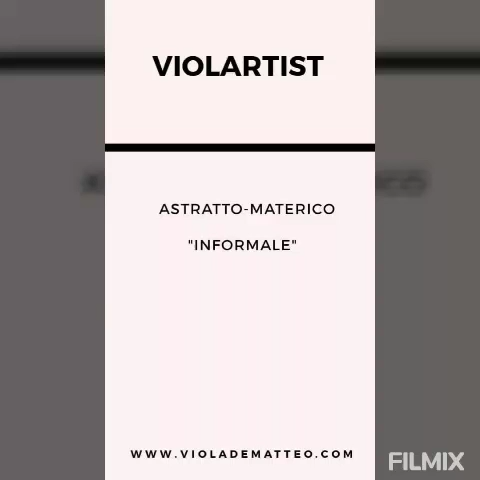 VIOLARTIST
ASTRATTO-MATERICO
"INFORMALE"
WWW.VIOLADEMATTEO.COM
FILMIX